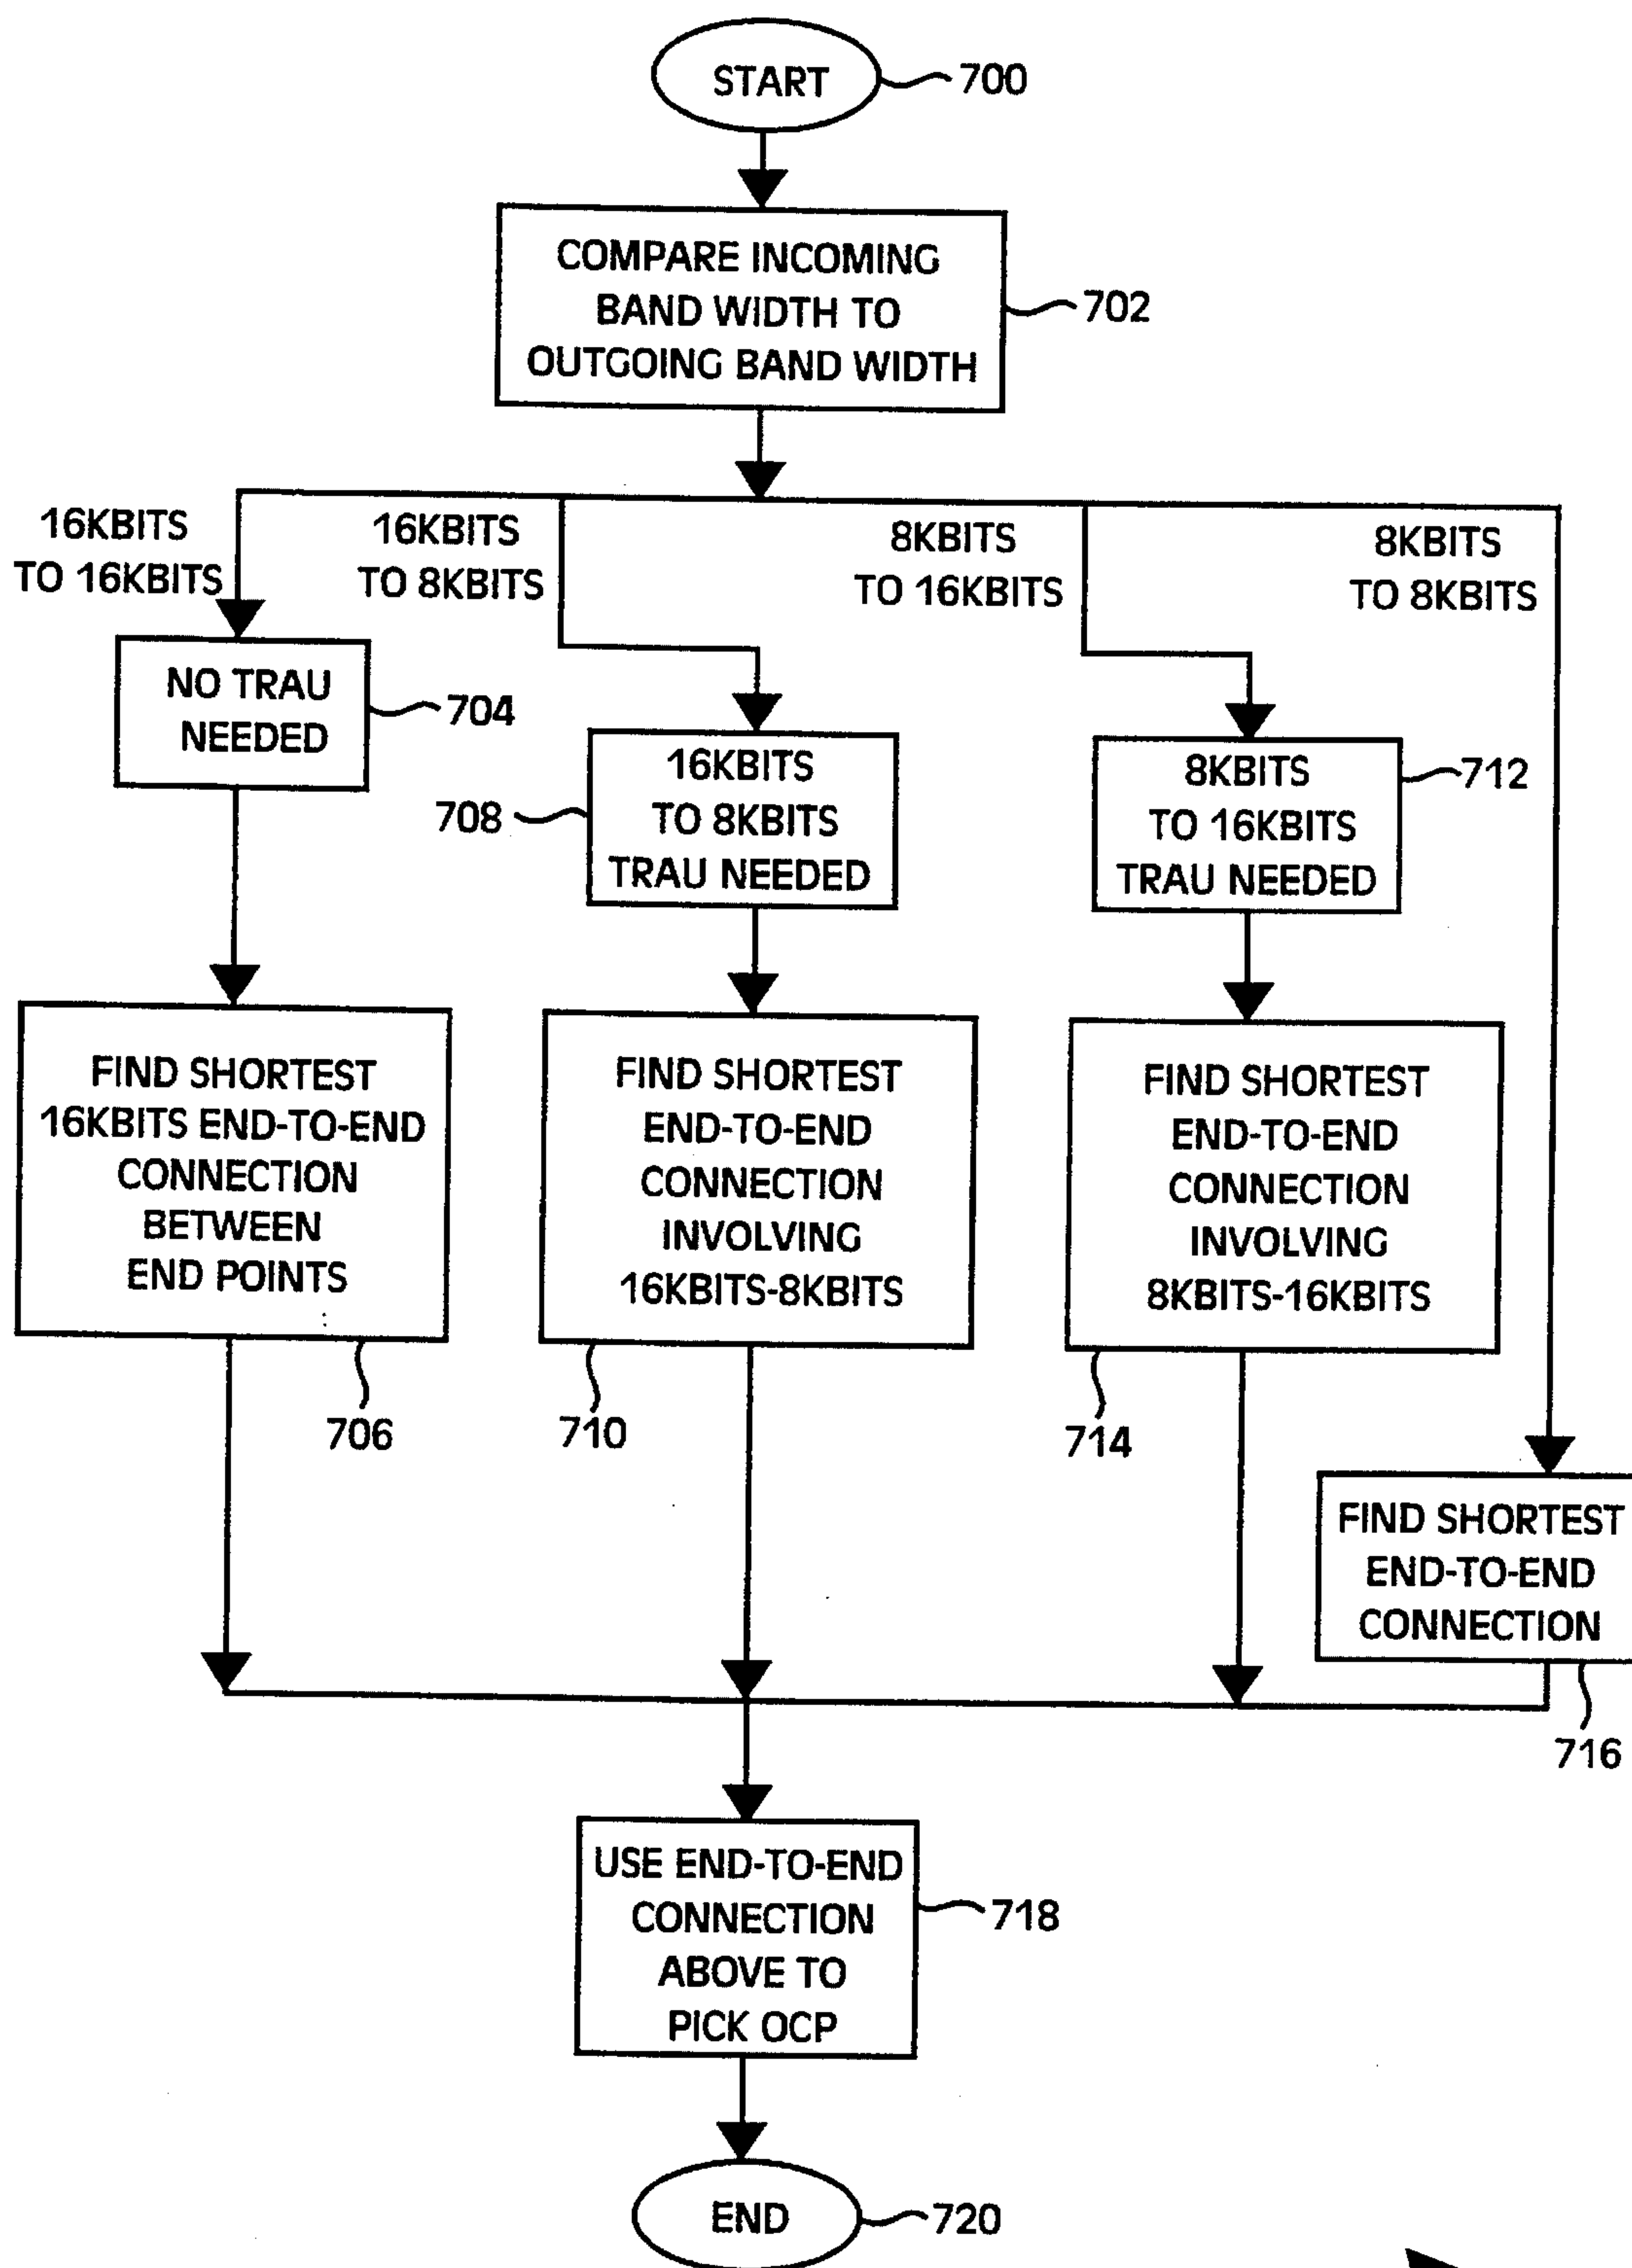 START
700
COMPARE INCOMING
BAND WIDTH TO
OUTGOING BAND WIDTH
702
16KBITS
TO 16KBITS
16KBITS
TO 8KBITS
8KBITS
TO 16KBITS
8KBITS
TO 8KBITS
NO TRAU
NEEDED
704
708
16KBITS
TO 8KBITS
TRAU NEEDED
8KBITS
TO 16KBITS
TRAU NEEDED
712
FIND SHORTEST
16KBITS END-TO-END
CONNECTION
BETWEEN
END POINTS
706
FIND SHORTEST
END-TO-END
CONNECTION
INVOLVING
16KBITS-8KBITS
710
FIND SHORTEST
END-TO-END
CONNECTION
INVOLVING
8KBITS-16KBITS
714
FIND SHORTEST
END-TO-END
CONNECTION
716
USE END-TO-END
CONNECTION
ABOVE TO
PICK OCP
718
END
720